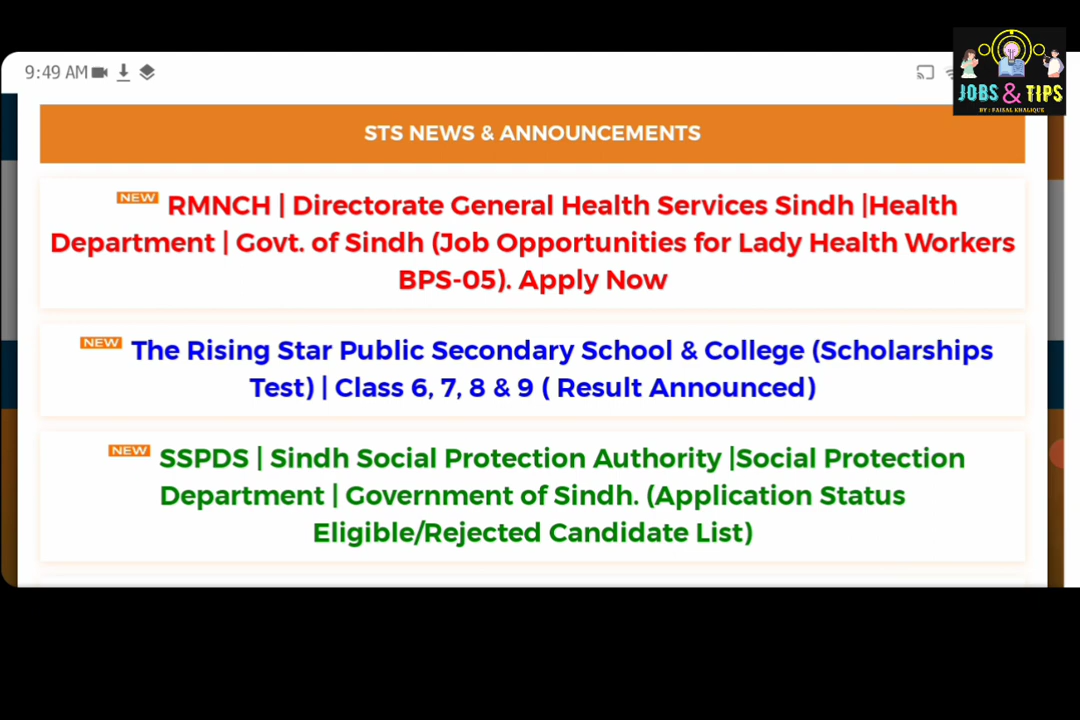 9:49 AM
JOBS & TIPS
BY : FAISAL KHALIQUE
STS NEWS & ANNOUNCEMENTS
NEW RMNCH | Directorate General Health Services Sindh |Health
Department | Govt. of Sindh (Job Opportunities for Lady Health Workers
BPS-05). Apply Now
NEW The Rising Star Public Secondary School & College (Scholarships
Test) | Class 6, 7, 8 & 9 ( Result Announced)
NEW SSPDS | Sindh Social Protection Authority |Social Protection
Department | Government of Sindh. (Application Status
Eligible/Rejected Candidate List)